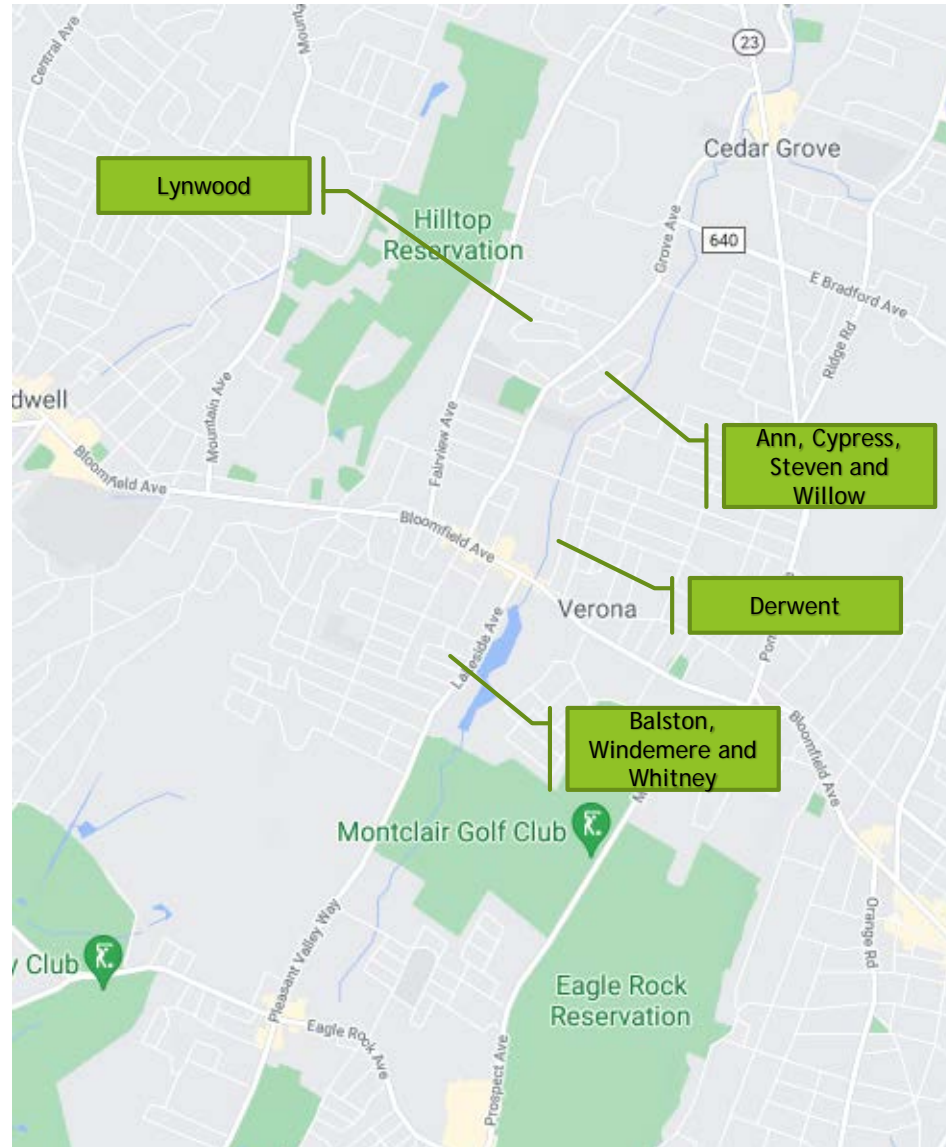 Central Ave
Mount
23
Cedar Grove
Lynwood
Hilltop
Reservation
Grove Ave
640
E Bradford Ave
Ridge Rd
dwell
Mountain Ave
Fairview Ave
Ann, Cypress,
Steven and
Willow
Bloomfield Ave
Bloomfield Ave
Verona
Derwent
Pom
Lakeside Ave
Balston,
Windemere and
Whitney
Bloomfield Ave
M
Montclair Golf Club
Pleasant Valley Way
Orange Rd
y Club
Eagle Rock
Reservation
Eagle Rock Ave
Prospect Ave